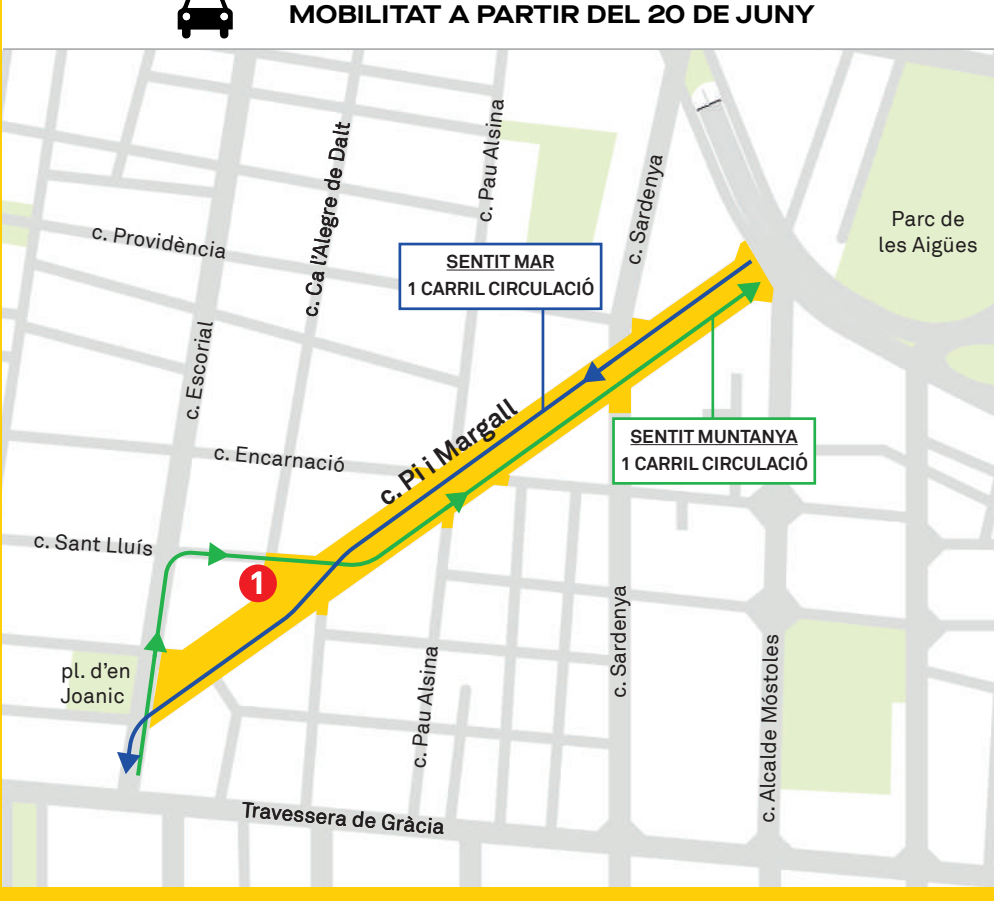 MOBILITAT A PARTIR DEL 20 DE JUNY
c. Pau Alsina
c. Ca l'Alegre de Dalt
c. Sardenya
Parc de
les Aigües
c. Providència
SENTIT MAR
1 CARRIL CIRCULACIÓ
c. Escorial
c. Pi i Margall
SENTIT MUNTANYA
1 CARRIL CIRCULACIÓ
c. Encarnació
c. Sant Lluís
1
c. Sardenya
pl. d'en
Joanic
c. Pau Alsina
c. Alcalde Móstoles
Travessera de Gràcia